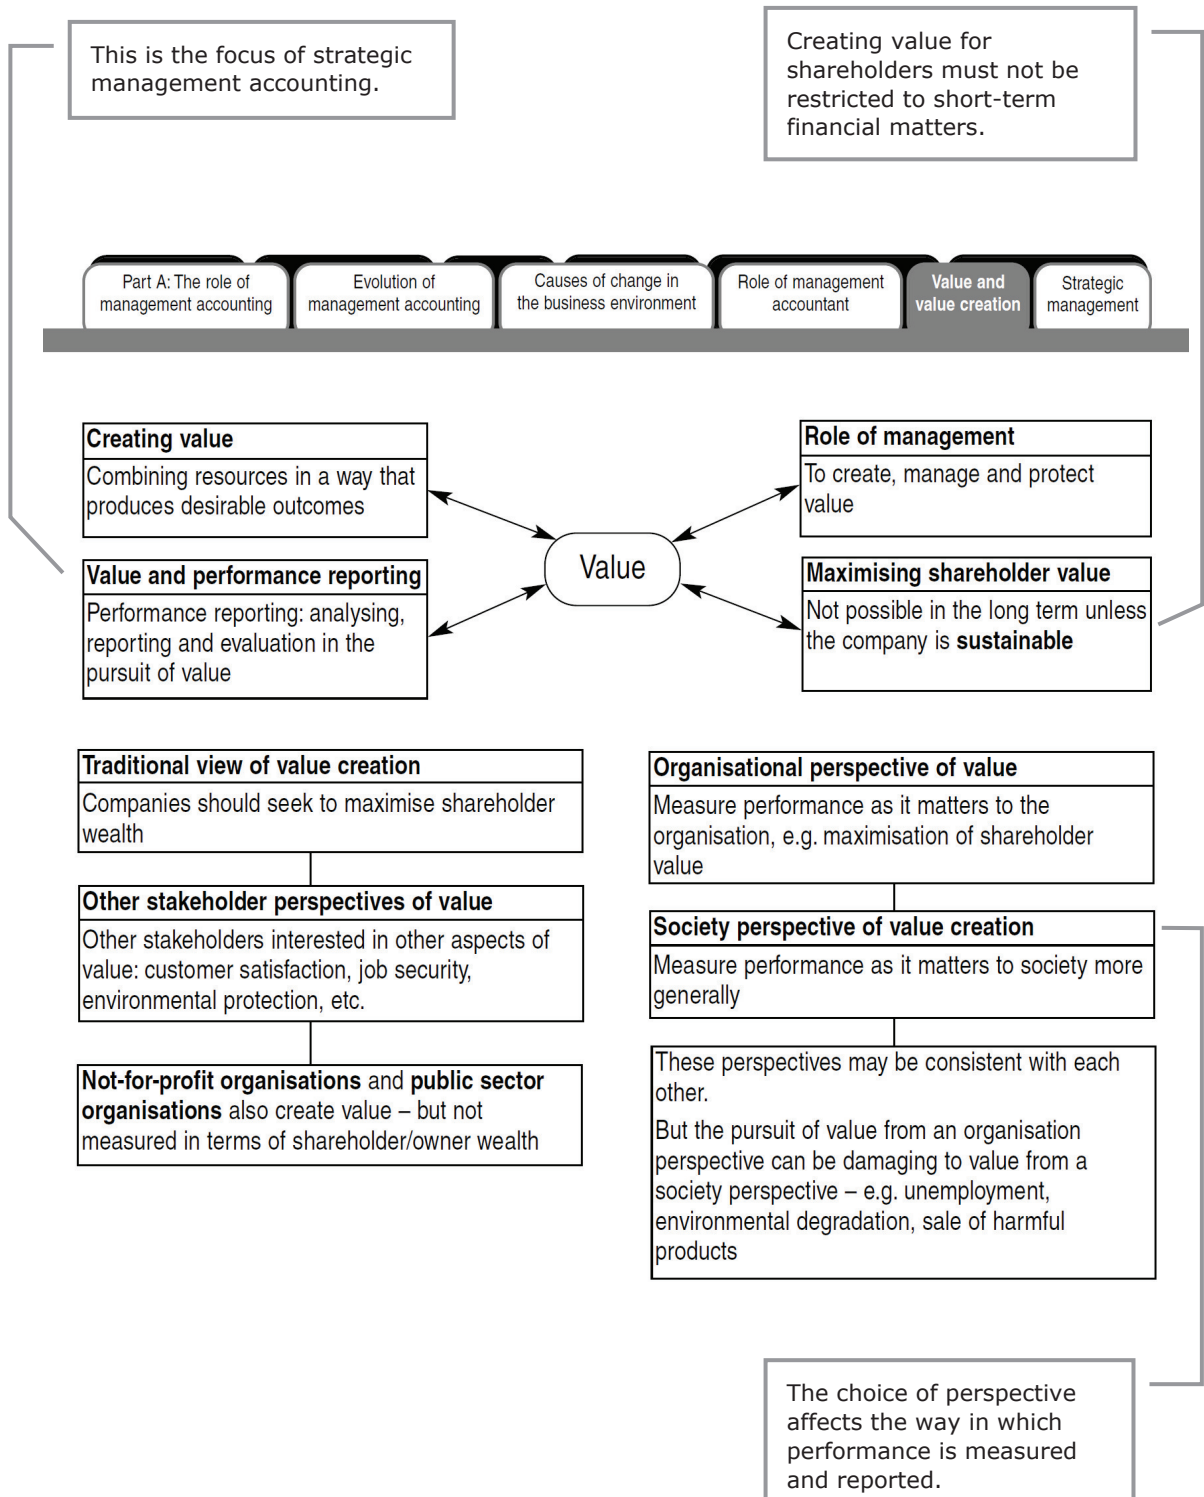 This is the focus of strategic
management accounting.
Creating value for
shareholders must not be
restricted to short-term
financial matters.
Part A: The role of
management accounting
Evolution of
management accounting
Causes of change in
the business environment
Role of management
accountant
Value and
value creation
Strategic
management
Creating value
Combining resources in a way that
produces desirable outcomes
Role of management
To create, manage and protect
value
Value
Value and performance reporting
Performance reporting: analysing,
reporting and evaluation in the
pursuit of value
Maximising shareholder value
Not possible in the long term unless
the company is sustainable
Traditional view of value creation
Companies should seek to maximise shareholder
wealth
Other stakeholder perspectives of value
Other stakeholders interested in other aspects of
value: customer satisfaction, job security,
environmental protection, etc.
Not-for-profit organisations and public sector
organisations also create value – but not
measured in terms of shareholder/owner wealth
Organisational perspective of value
Measure performance as it matters to the
organisation, e.g. maximisation of shareholder
value
Society perspective of value creation
Measure performance as it matters to society more
generally
These perspectives may be consistent with each
other.
But the pursuit of value from an organisation
perspective can be damaging to value from a
society perspective – e.g. unemployment,
environmental degradation, sale of harmful
products
The choice of perspective
affects the way in which
performance is measured
and reported.